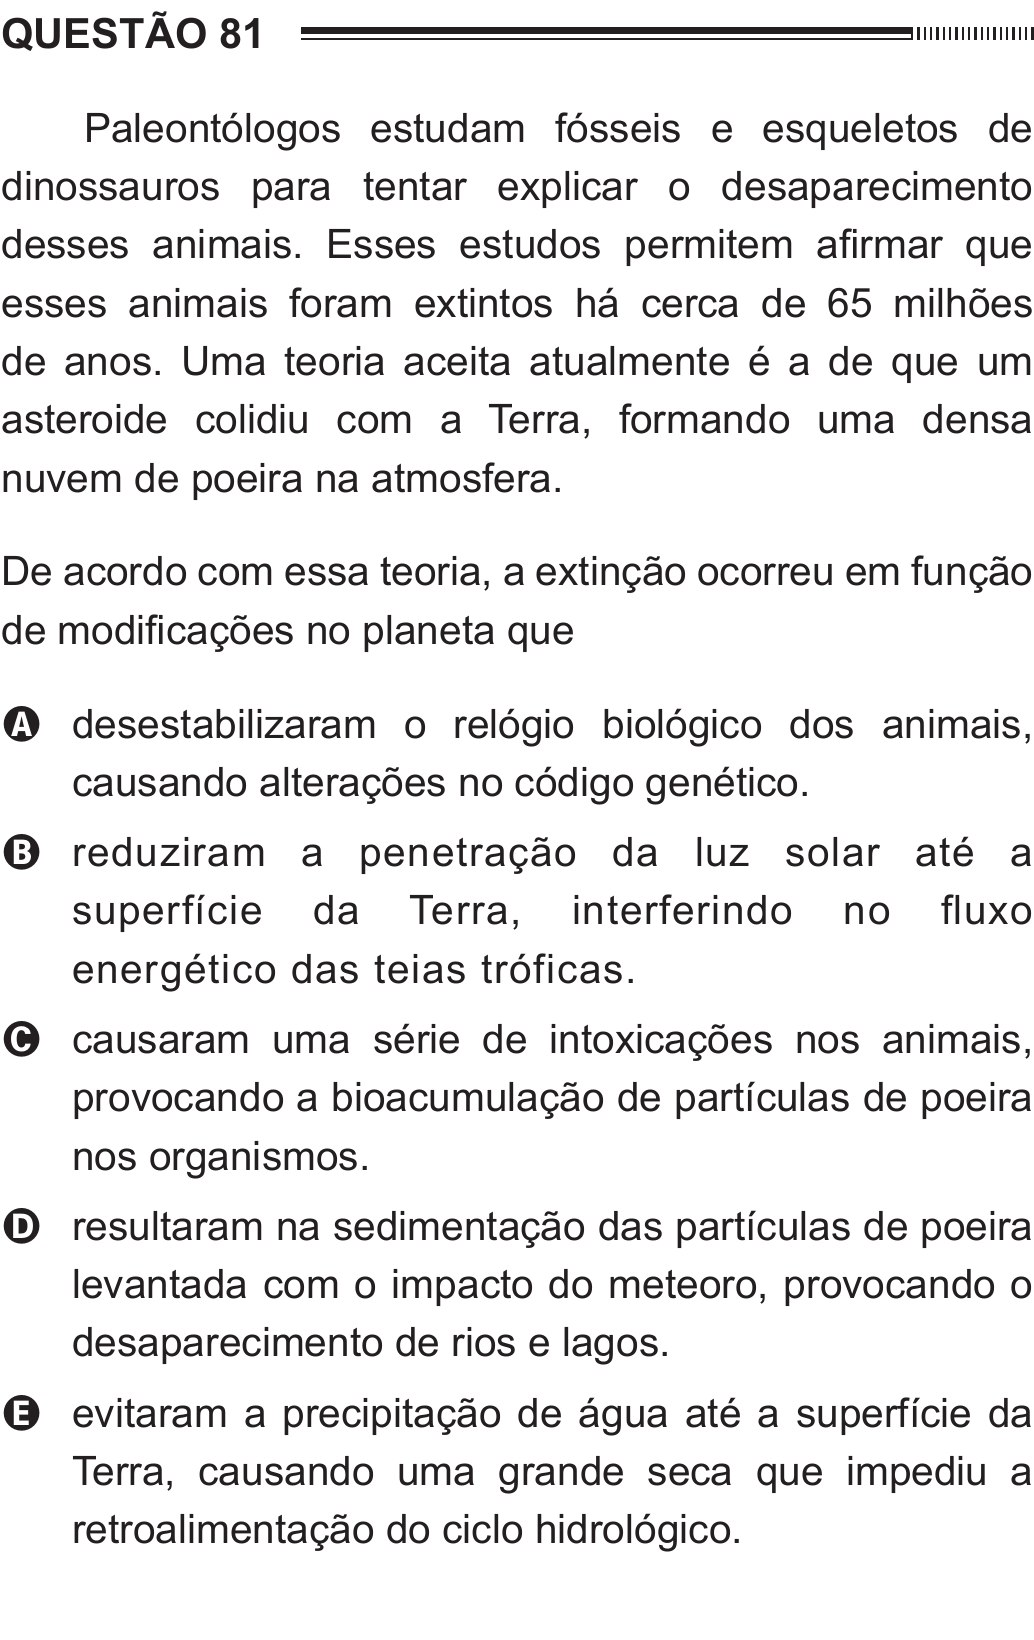 QUESTÃO 81
Paleontólogos estudam fósseis e esqueletos de
dinossauros para tentar explicar o desaparecimento
desses animais. Esses estudos permitem afirmar que
esses animais foram extintos há cerca de 65 milhões
de anos. Uma teoria aceita atualmente é a de que um
asteroide colidiu com a Terra, formando uma densa
nuvem de poeira na atmosfera.
De acordo com essa teoria, a extinção ocorreu em função
de modificações no planeta que
A desestabilizaram o relógio biológico dos animais,
causando alterações no código genético.
B reduziram a penetração da luz solar até a
superfície da Terra, interferindo no fluxo
energético das teias tróficas.
C causaram uma série de intoxicações nos animais,
provocando a bioacumulação de partículas de poeira
nos organismos.
D resultaram na sedimentação das partículas de poeira
levantada com o impacto do meteoro, provocando o
desaparecimento de rios e lagos.
E evitaram a precipitação de água até a superfície da
Terra, causando uma grande seca que impediu a
retroalimentação do ciclo hidrológico.